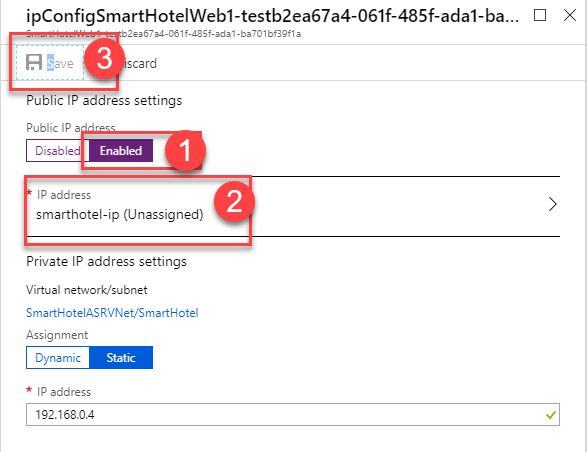 ipConfigSmartHotelWeb1-testb2ea67a4-061f-485f-ada1-ba...
SmartHotelWeb1-testb2ea67a4-061f-485f-ada1-ba701bf39f1a
Save 3 iscard
Public IP address settings
Public IP address
Disabled Enabled 1
* IP address
smarthotel-ip (Unassigned) 2
Private IP address settings
Virtual network/subnet
SmartHotelASRVNet/SmartHotel
Assignment
Dynamic Static
* IP address
192.168.0.4